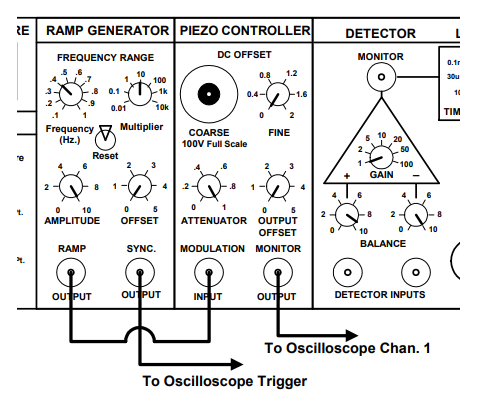 RE RAMP GENERATOR PIEZO CONTROLLER DETECTOR L
FREQUENCY RANGE DC OFFSET MONITOR
.1 .2 .3 .4 .5 .6 .7 .8 .9 1
0.01 0.1 1 10 100 1k 10k
0 0.4 0.8 1.2 1.6 2
0.1m
30u
10
TIM
Frequency
(Hz.)
Multiplier
Reset
COARSE FINE
100V Full Scale
1 2 5 10 20 50 100
GAIN
+ −
re
0 2 4 6 8 10
0 1 2 3 4 5
0 .2 .4 .6 .8 1
0 1 2 3 4 5
0 2 4 6 8 10
0 2 4 6 8 10
AMPLITUDE OFFSET ATTENUATOR OUTPUT
OFFSET
BALANCE
t.
RAMP SYNC. MODULATION MONITOR
Pt.
OUTPUT OUTPUT INPUT OUTPUT DETECTOR INPUTS
To Oscilloscope Chan. 1
To Oscilloscope Trigger